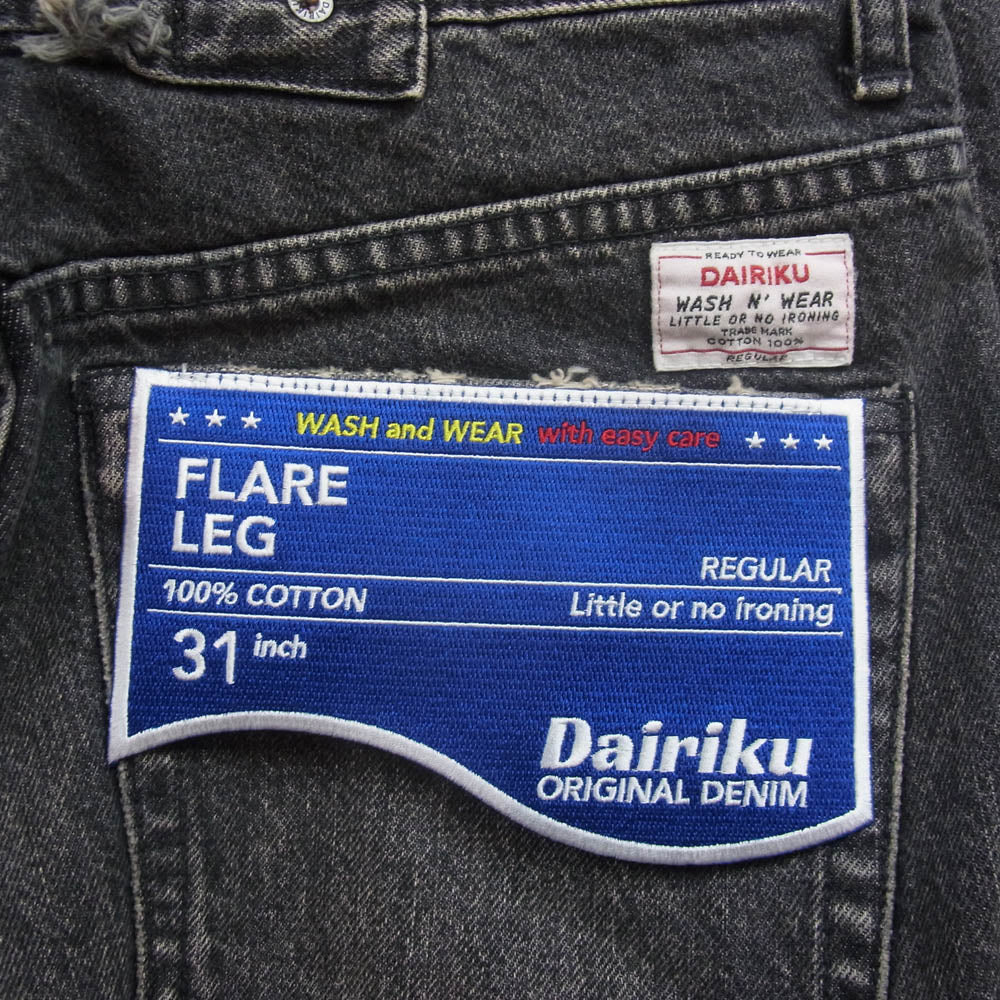 DAIRIKU
READY TO WEAR
DAIRIKU
WASH N' WEAR
LITTLE OR NO IRONING
TRADE MARK
COTTON 100%
REGULAR
WASH and WEAR with easy care
FLARE
LEG
REGULAR
100% COTTON Little or no ironing
31 inch
Dairiku
ORIGINAL DENIM